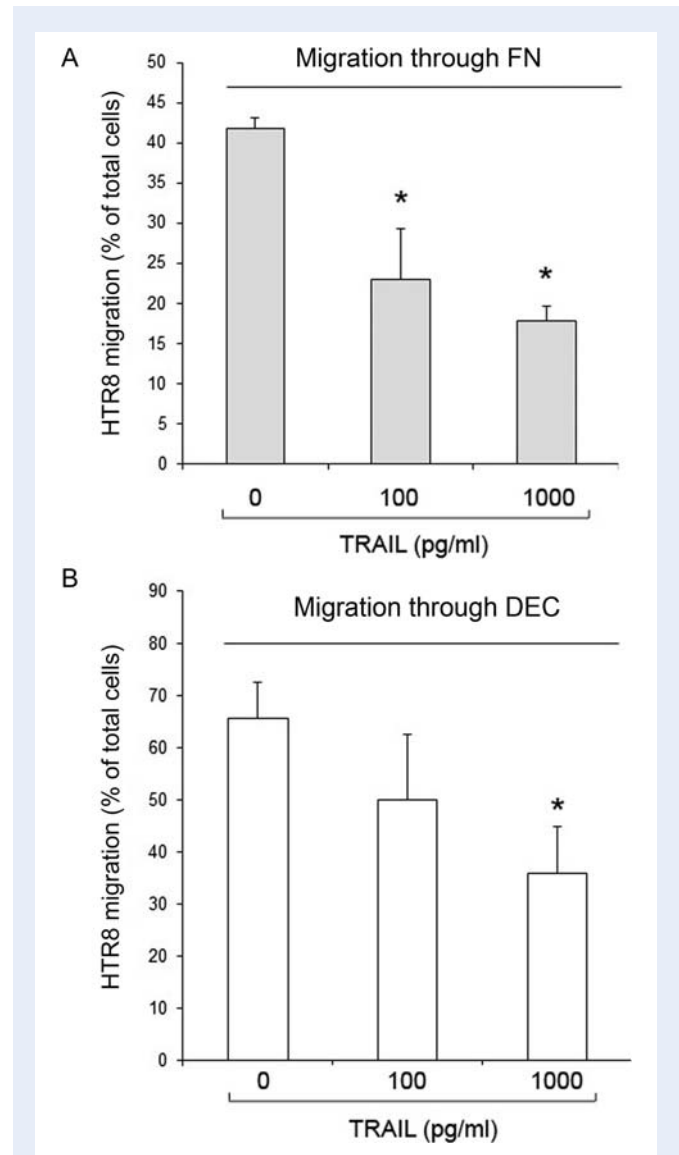 A
Migration through FN
HTR8 migration (% of total cells)
50
45
40
35
30
25
20
15
10
5
0
*
*
0 100 1000
TRAIL (pg/ml)
B
Migration through DEC
HTR8 migration (% of total cells)
90
80
70
60
50
40
30
20
10
0
*
0 100 1000
TRAIL (pg/ml)